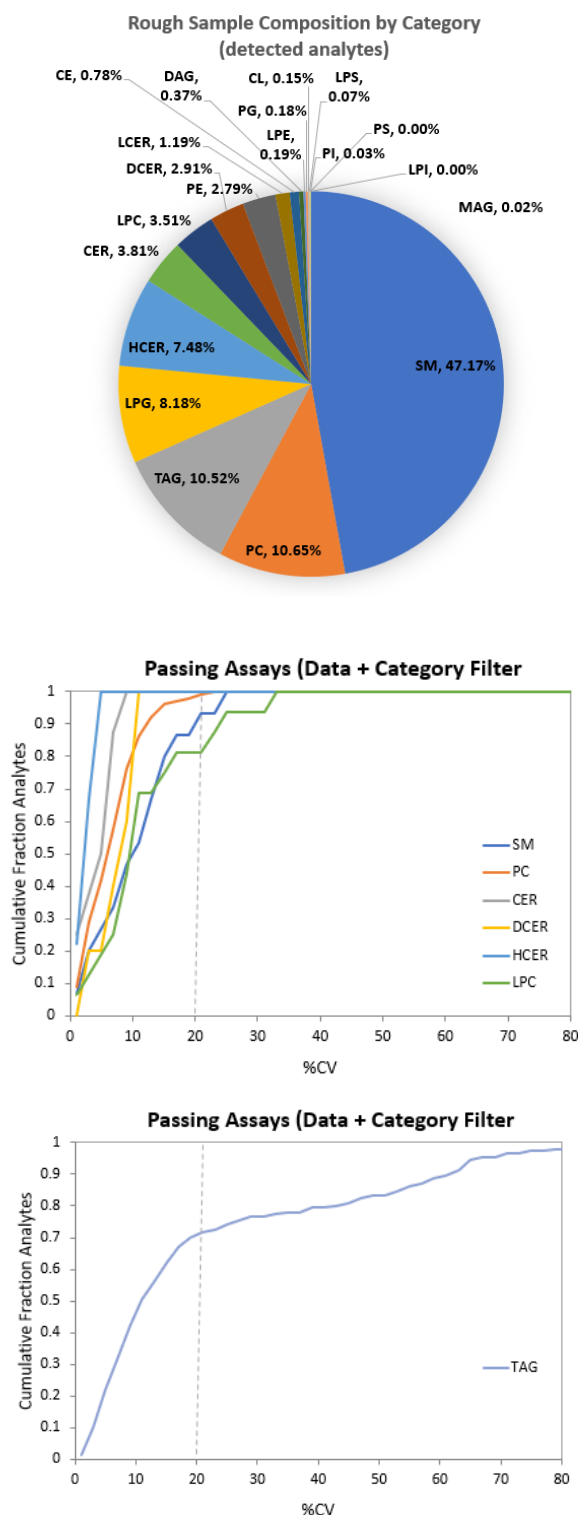 Rough Sample Composition by Category
(detected analytes)
CE, 0.78%
DAG,
0.37%
CL, 0.15%
LPS,
0.07%
PG, 0.18%
PS, 0.00%
LCER, 1.19%
LPE,
0.19%
PI, 0.03%
DCER, 2.91%
LPI, 0.00%
PE, 2.79%
MAG, 0.02%
LPC, 3.51%
CER,
3.81%
HCER, 7.48%
SM, 47.17%
LPG, 8.18%
TAG, 10.52%
PC, 10.65%
Passing Assays (Data + Category Filter
1
0.9
0.8
0.7
0.6
0.5
0.4
0.3
0.2
0.1
0
Cumulative Fraction Analytes
SM
PC
CER
DCER
HCER
LPC
0 10 20 30 40 50 60 70 80
%CV
Passing Assays (Data + Category Filter
1
0.9
0.8
0.7
0.6
0.5
0.4
0.3
0.2
0.1
0
Cumulative Fraction Analytes
TAG
0 10 20 30 40 50 60 70 80
%CV